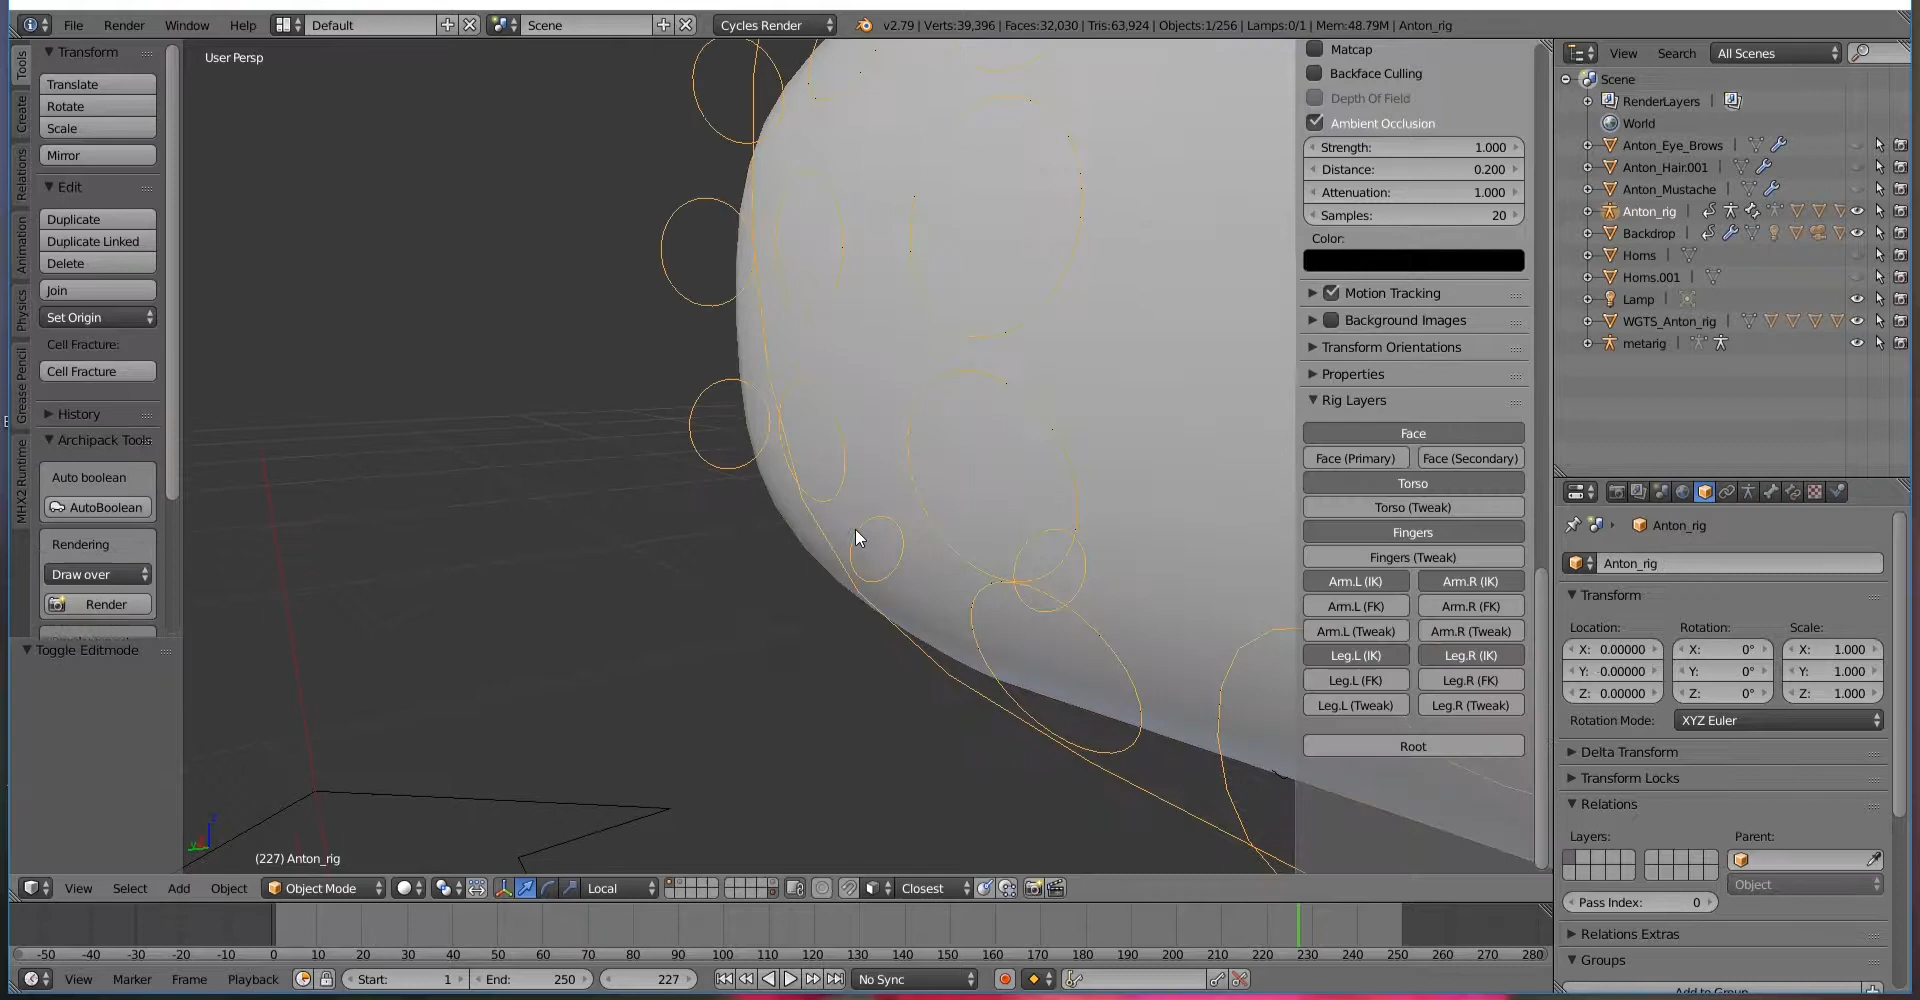 File Render Window Help Default Scene Cycles Render v2.79 | Verts:39,396 | Faces:32,030 | Tris:63,924 | Objects:1/256 | Lamps:0/1 | Mem:48.79M | Anton_rig
Tools
Create
Relations
Animation
Physics
Grease Pencil
MHX2 Runtime
Transform
Translate
Rotate
Scale
Mirror
Edit
Duplicate
Duplicate Linked
Delete
Join
Set Origin
Cell Fracture:
Cell Fracture
History
Archipack Tools
Auto boolean
AutoBoolean
Rendering
Draw over
Render
Toggle Editmode
User Persp
(227) Anton_rig
Matcap
Backface Culling
Depth Of Field
Ambient Occlusion
Strength: 1.000
Distance: 0.200
Attenuation: 1.000
Samples: 20
Color:
Motion Tracking
Background Images
Transform Orientations
Properties
Rig Layers
Face
Face (Primary) Face (Secondary)
Torso
Torso (Tweak)
Fingers
Fingers (Tweak)
Arm.L (IK) Arm.R (IK)
Arm.L (FK) Arm.R (FK)
Arm.L (Tweak) Arm.R (Tweak)
Leg.L (IK) Leg.R (IK)
Leg.L (FK) Leg.R (FK)
Leg.L (Tweak) Leg.R (Tweak)
Root
View Search All Scenes
Scene
RenderLayers |
World
Anton_Eye_Brows
Anton_Hair.001
Anton_Mustache
Anton_rig
Backdrop
Horns
Horns.001
Lamp
WGTS_Anton_rig
metarig
Anton_rig
Anton_rig
Transform
Location: Rotation: Scale:
X: 0.00000 X: 0° X: 1.000
Y: 0.00000 Y: 0° Y: 1.000
Z: 0.00000 Z: 0° Z: 1.000
Rotation Mode: XYZ Euler
Delta Transform
Transform Locks
Relations
Layers: Parent:
Object
Pass Index: 0
Relations Extras
Groups
Add to Group
View Select Add Object Object Mode Local Closest
-50 -40 -30 -20 -10 0 10 20 30 40 50 60 70 80 90 100 110 120 130 140 150 160 170 180 190 200 210 220 230 240 250 260 270 280
View Marker Frame Playback Start: 1 End: 250 227 No Sync